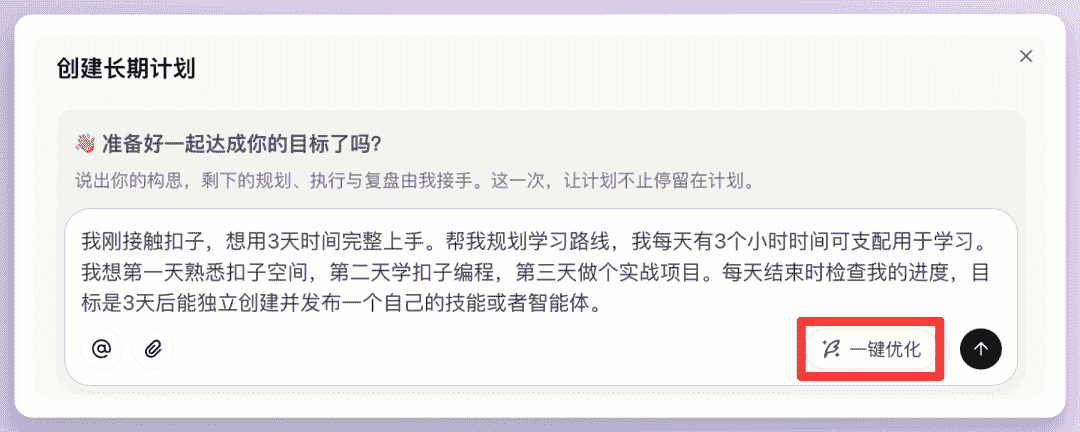 创建长期计划
准备好一起达成你的目标了吗?
说出你的构思，剩下的规划、执行与复盘由我接手。这一次，让计划不止停留在计划。
我刚接触扣子，想用3天时间完整上手。帮我规划学习路线，我每天有3个小时时间可支配用于学习。
我想第一天熟悉扣子空间，第二天学扣子编程，第三天做个实战项目。每天结束时检查我的进度，目
标是3天后能独立创建并发布一个自己的技能或者智能体。
一键优化